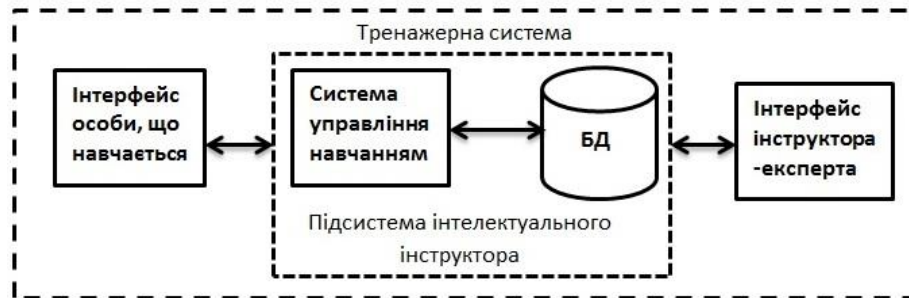 Тренажерна система
Інтерфейс
особи, що
навчається
Система
управління
навчанням
БД
Інтерфейс
інструктора
-експерта
Підсистема інтелектуального
інструктора